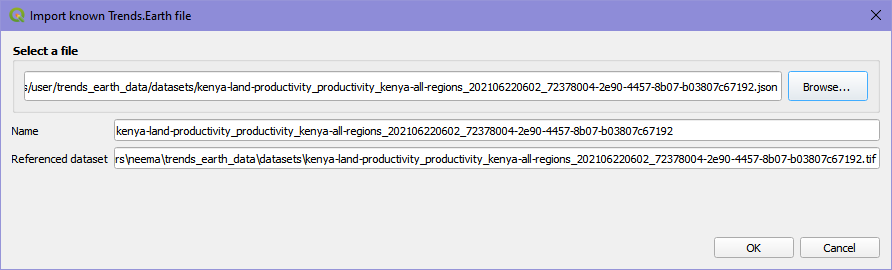 Import known Trends.Earth file
Select a file
s/user/trends_earth_data/datasets/kenya-land-productivity_productivity_kenya-all-regions_202106220602_72378004-2e90-4457-8b07-b03807c67192.json
Browse...
Name
kenya-land-productivity_productivity_kenya-all-regions_202106220602_72378004-2e90-4457-8b07-b03807c67192
Referenced dataset
rs\neema\trends_earth_data\datasets\kenya-land-productivity_productivity_kenya-all-regions_202106220602_72378004-2e90-4457-8b07-b03807c67192.tif
OK
Cancel